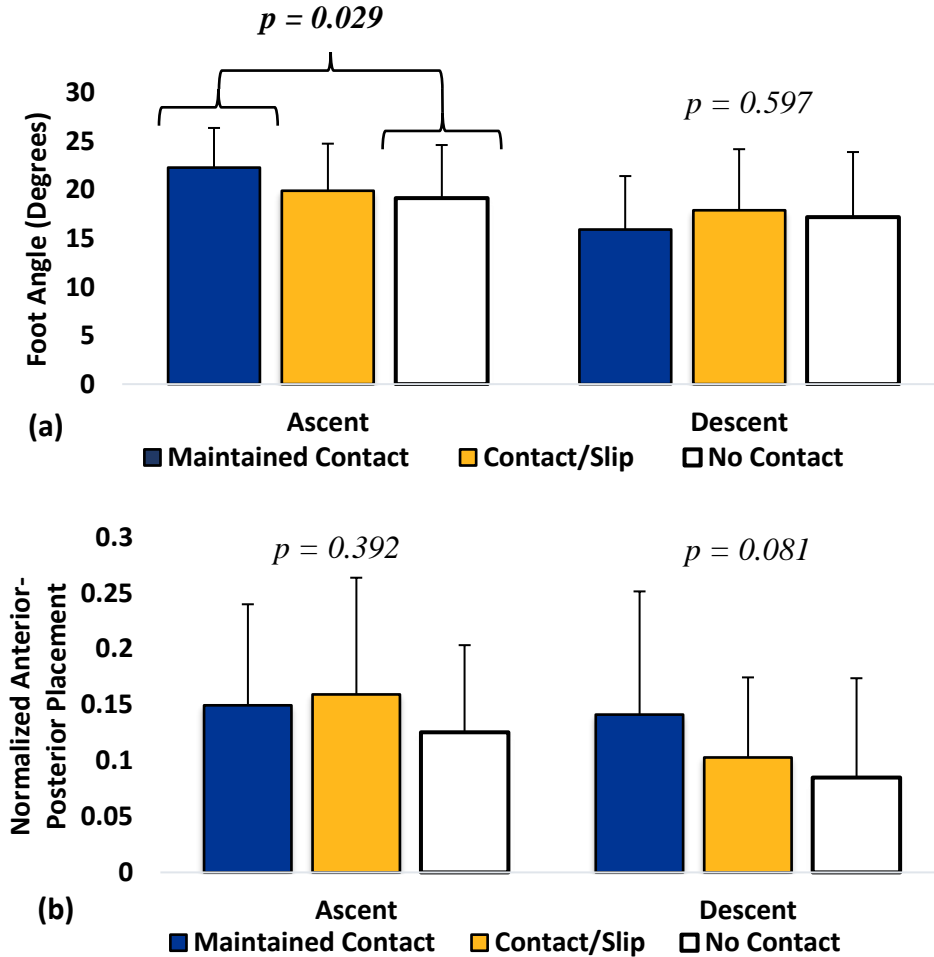 p = 0.029
30
25
20
15
10
5
0
Foot Angle (Degrees)
p = 0.597
Ascent
Descent
(a)
Maintained Contact Contact/Slip No Contact
0.3
0.25
0.2
0.15
0.1
0.05
0
Normalized Anterior-
Posterior Placement
p = 0.392
p = 0.081
Ascent
Descent
(b)
Maintained Contact Contact/Slip No Contact